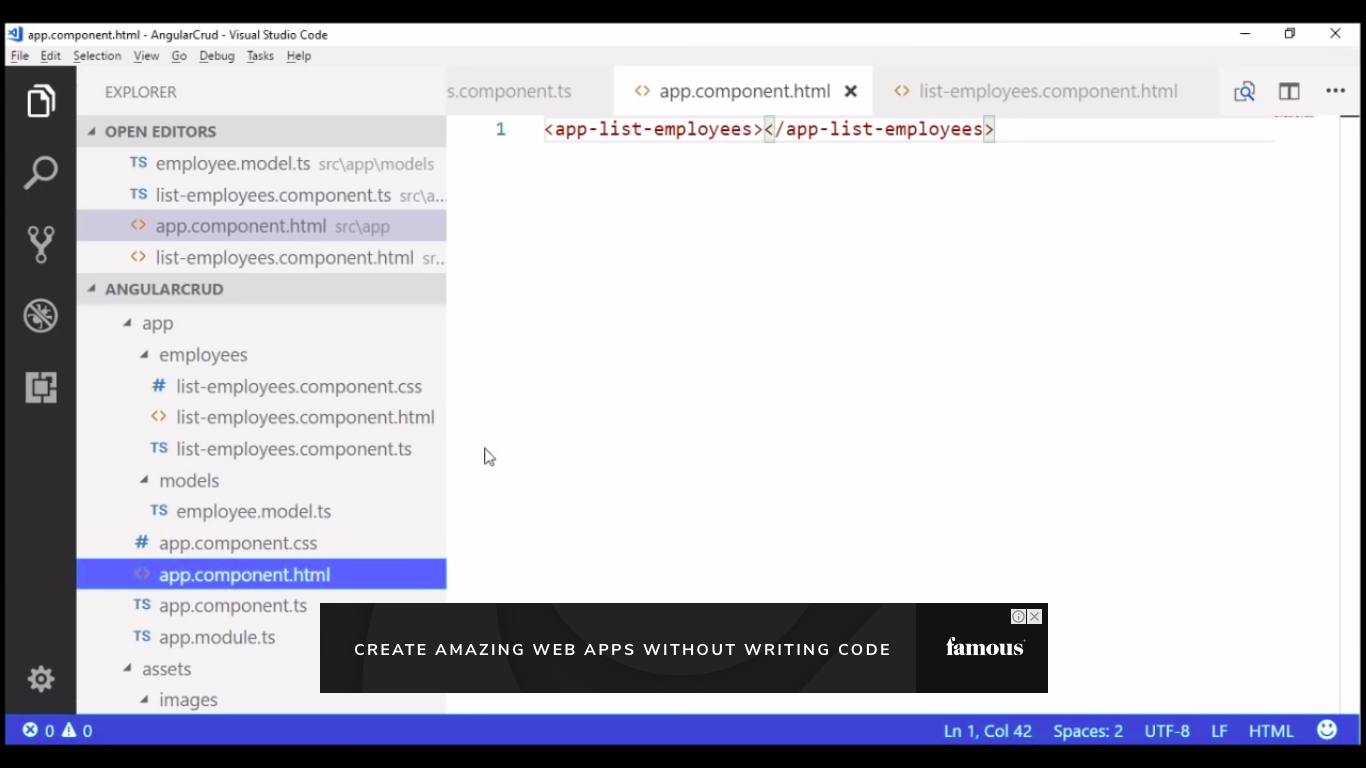 app.component.html - AngularCrud - Visual Studio Code
File Edit Selection View Go Debug Tasks Help
EXPLORER
s.component.ts
app.component.html
list-employees.component.html
OPEN EDITORS
TS employee.model.ts src\app\models
TS list-employees.component.ts src\a...
<> app.component.html src\app
<> list-employees.component.html sr...
ANGULARCRUD
app
employees
# list-employees.component.css
<> list-employees.component.html
TS list-employees.component.ts
models
TS employee.model.ts
# app.component.css
<> app.component.html
TS app.component.ts
TS app.module.ts
assets
images
1 <app-list-employees></app-list-employees>
CREATE AMAZING WEB APPS WITHOUT WRITING CODE
famous
0 0
Ln 1, Col 42 Spaces: 2 UTF-8 LF HTML